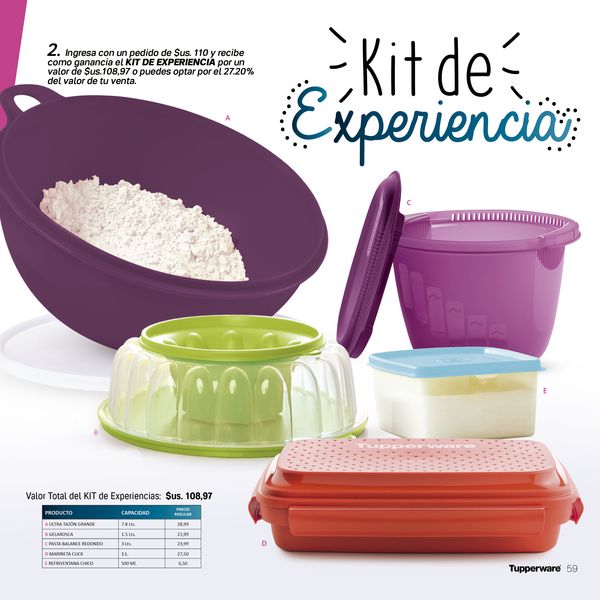 2. Ingresa con un pedido de $us. 110 y recibe
como ganancia el KIT DE EXPERIENCIA por un
valor de $us.108,97 o puedes optar por el 27.20%
del valor de tu venta.
Kit de
Experiencia
A
C
B
E
Tupperware
D
Valor Total del KIT de Experiencias: $us. 108,97
PRODUCTO CAPACIDAD PRECIO REGULAR
A ULTRA TAZÓN GRANDE 7.8 Lts. 28,99
B GELAROSCA 1.5 Lts. 21,99
C PASTA BALANCE REDONDO 3 Lts. 23,99
D MARINETA CLICK 1 L. 27,50
E REFRIVENTANA CHICO 500 ML 6,50
Tupperware 59